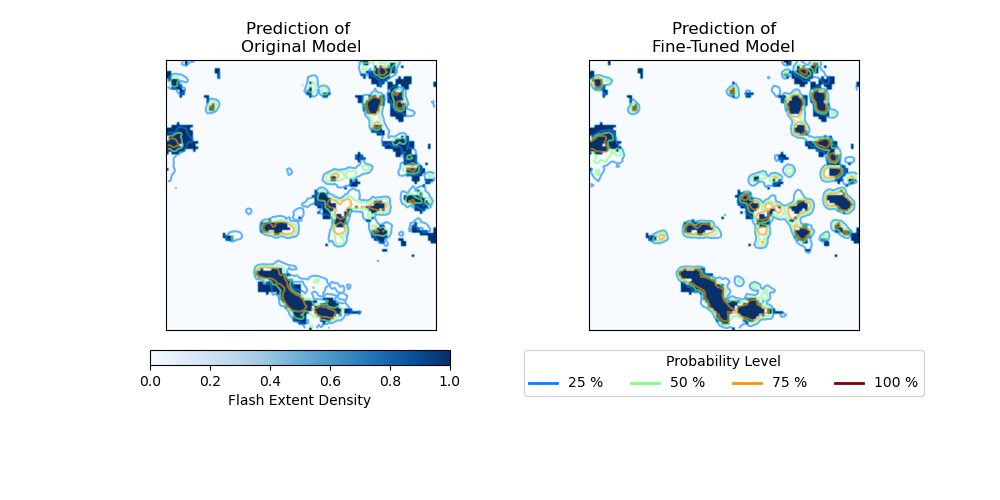 Prediction of
Original Model
Prediction of
Fine-Tuned Model
0.0 0.2 0.4 0.6 0.8 1.0
Flash Extent Density
Probability Level
25 % 50 % 75 % 100 %